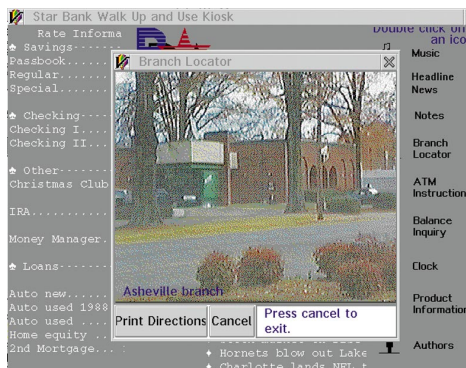 Star Bank Walk Up and Use Kiosk
Rate Informa
♠ Savings-------
Passbook......
Regular.......
Special.......
♠ Checking----
Checking I....
Checking II...
♠ Other-------
Christmas Club
IRA..........
Money Manager.
♠ Loans-------
Auto new......
Auto used 1988
Auto used ....
Home equity ..
2nd Mortgage...
Branch Locator
Asheville branch
Print Directions
Cancel
Press cancel to
exit.
♦ Hornets blow out Lake
♦ Charlotte lands NFL t
Double click on
an ico
Music
Headline
News
Notes
Branch
Locator
ATM
Instruction
Balance
Inquiry
Clock
Product
Information
Authors